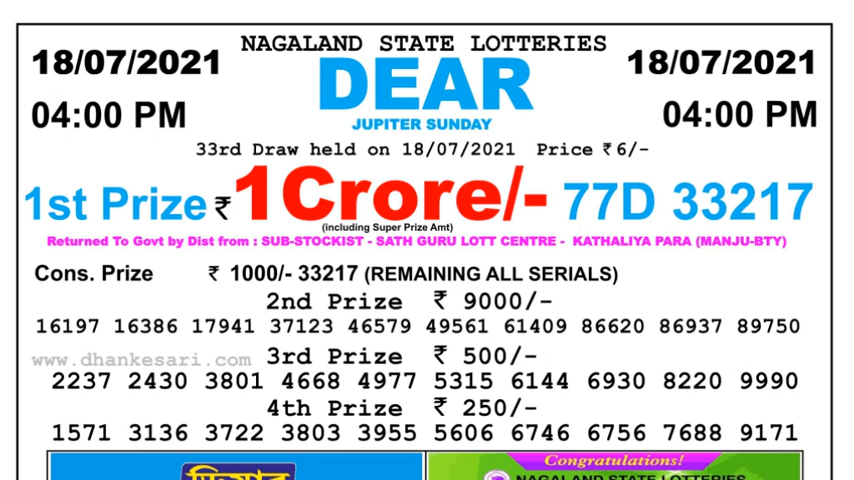 NAGALAND STATE LOTTERIES
18/07/2021 DEAR 18/07/2021
04:00 PM JUPITER SUNDAY 04:00 PM
33rd Draw held on 18/07/2021 Price ₹6/-
1st Prize ₹1Crore/- 77D 33217
(including Super Prize Amt)
Returned To Govt by Dist from : SUB-STOCKIST - SATH GURU LOTT CENTRE - KATHALIYA PARA (MANJU-BTY)
Cons. Prize ₹ 1000/- 33217 (REMAINING ALL SERIALS)
2nd Prize ₹ 9000/-
16197 16386 17941 37123 46579 49561 61409 86620 86937 89750
www.dhankesari.com 3rd Prize ₹ 500/-
2237 2430 3801 4668 4977 5315 6144 6930 8220 9990
4th Prize ₹ 250/-
1571 3136 3722 3803 3955 5606 6746 6756 7688 9171
Congratulations!
NAGALAND STATE LOTTERIES